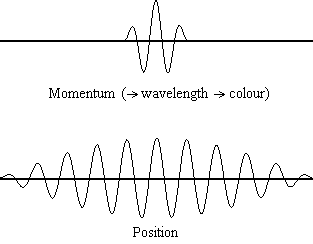 Momentum (→ wavelength → colour)
Position